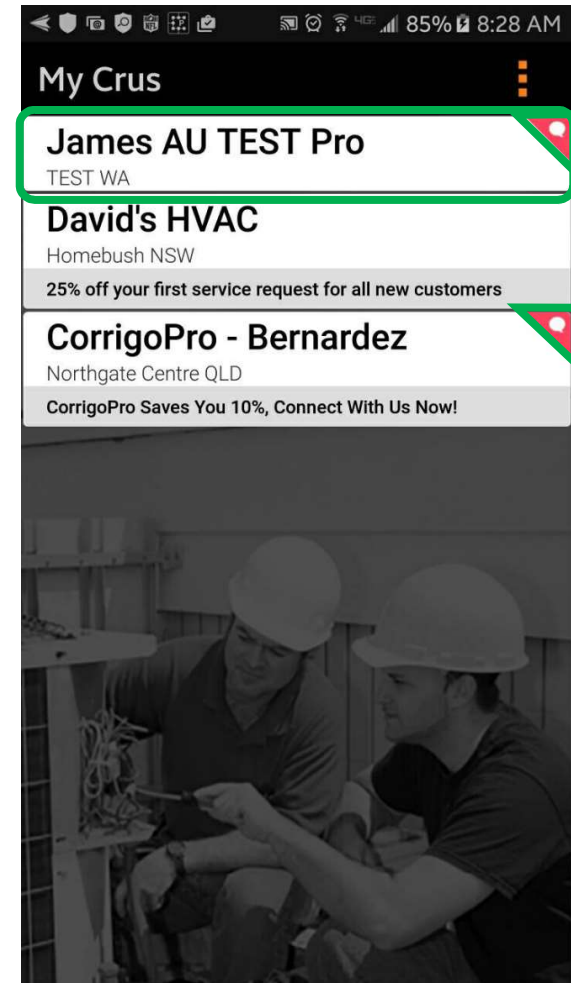 4GE 85% 8:28 AM
My Crus
James AU TEST Pro
TEST WA
David's HVAC
Homebush NSW
25% off your first service request for all new customers
CorrigoPro - Bernardez
Northgate Centre QLD
CorrigoPro Saves You 10%, Connect With Us Now!